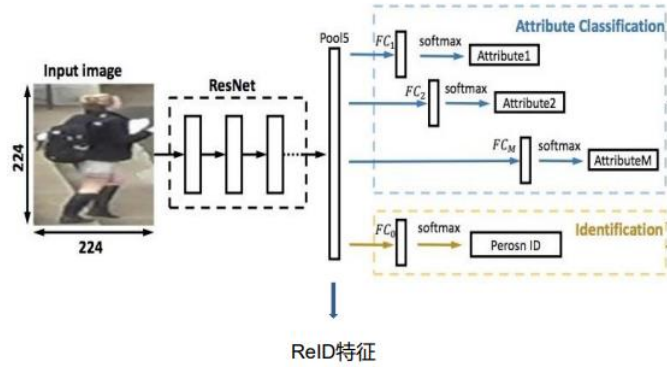 Attribute Classification
Pool5
FC₁
softmax
Attribute1
Input image
ResNet
FC₂
softmax
Attribute2
224
FC_M
softmax
AttributeM
224
Identification
FC₀
softmax
Perosn ID
ReID特征